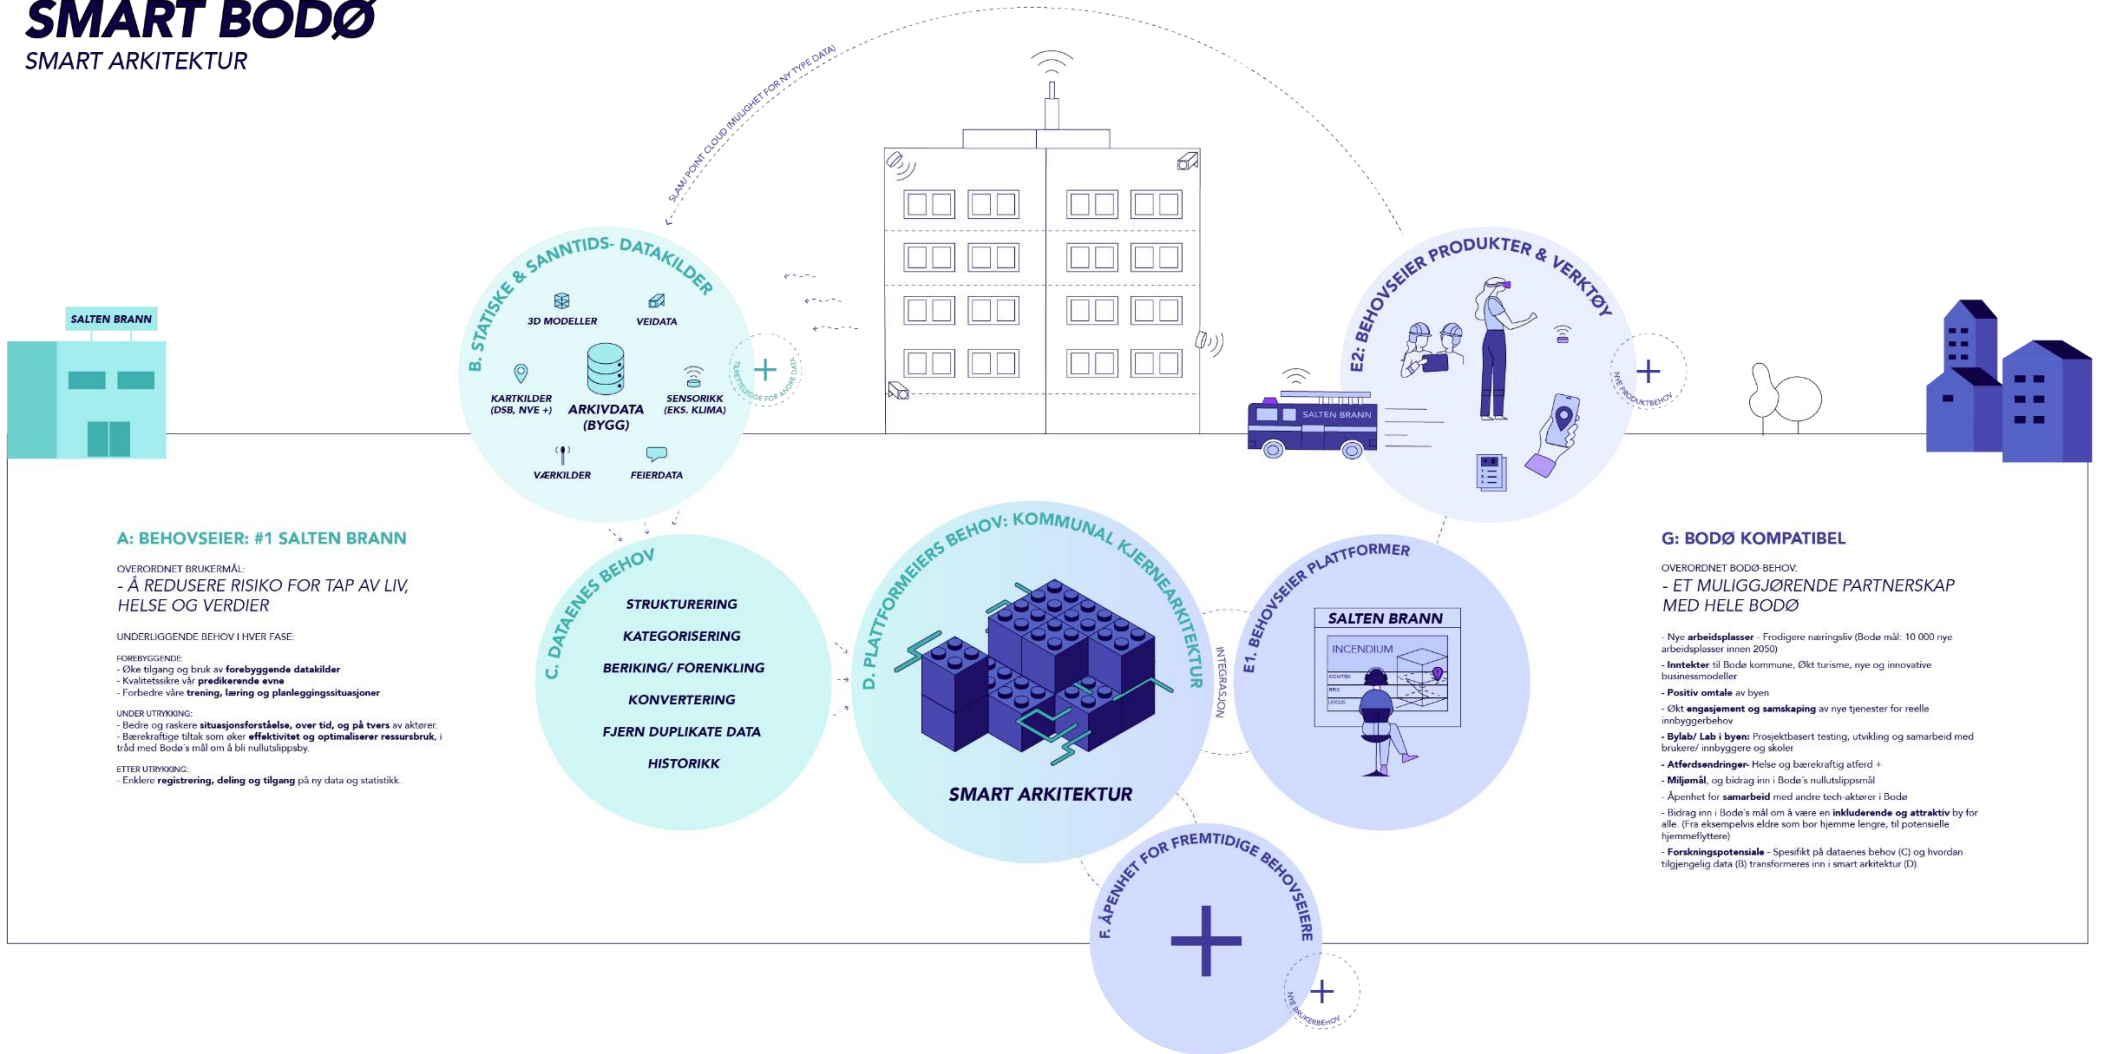 SMART BODØ
SMART ARKITEKTUR
SLAM/ POINT CLOUD (MULIGHET FOR NY TYPE DATA)
SALTEN BRANN
B. STATISKE & SANNTIDS- DATAKILDER
3D MODELLER
VEIDATA
KARTKILDER
(DSB, NVE +)
ARKIVDATA
(BYGG)
SENSORIKK
(EKS. KLIMA)
VÆRKILDER
FEIERDATA
TILRETTELEGGE FOR ANDRE DATA
E2: BEHOVSEIER PRODUKTER & VERKTØY
NYE PRODUKTBEHOV
SALTEN BRANN
A: BEHOVSEIER: #1 SALTEN BRANN
OVERORDNET BRUKERMÅL:
- Å REDUSERE RISIKO FOR TAP AV LIV,
HELSE OG VERDIER
UNDERLIGGENDE BEHOV I HVER FASE:
FOREBYGGENDE:
- Øke tilgang og bruk av forebyggende datakilder
- Kvalitetssikre vår predikerende evne
- Forbedre våre trening, læring og planleggingssituasjoner
UNDER UTRYKKING:
- Bedre og raskere situasjonsforståelse, over tid, og på tvers av aktører.
- Bærekraftige tiltak som øker effektivitet og optimaliserer ressursbruk, i
tråd med Bodø´s mål om å bli nullutslippsby.
ETTER UTRYKKING:
- Enklere registrering, deling og tilgang på ny data og statistikk.
C. DATAENES BEHOV
STRUKTURERING
KATEGORISERING
BERIKING/ FORENKLING
KONVERTERING
FJERN DUPLIKATE DATA
HISTORIKK
D. PLATTFORMEIERS BEHOV: KOMMUNAL KJERNEARKITEKTUR
SMART ARKITEKTUR
INTEGRASJON
E1. BEHOVSEIER PLATTFORMER
SALTEN BRANN
INCENDIUM
KOMTEK
BRIS
LOCUS
F. ÅPENHET FOR FREMTIDIGE BEHOVSEIERE
NYE BRUKERBEHOV
G: BODØ KOMPATIBEL
OVERORDNET BODØ-BEHOV:
- ET MULIGGJØRENDE PARTNERSKAP
MED HELE BODØ
- Nye arbeidsplasser - Frodigere næringsliv (Bodø mål: 10 000 nye
arbeidsplasser innen 2050)
- Inntekter til Bodø kommune, Økt turisme, nye og innovative
businessmodeller
- Positiv omtale av byen
- Økt engasjement og samskaping av nye tjenester for reelle
innbyggerbehov
- Bylab/ Lab i byen: Prosjektbasert testing, utvikling og samarbeid med
brukere/ innbyggere og skoler
- Atferdsendringer- Helse og bærekraftig atferd +
- Miljømål, og bidrag inn i Bodø´s nullutslippsmål
- Åpenhet for samarbeid med andre tech-aktører i Bodø
- Bidrag inn i Bodø´s mål om å være en inkluderende og attraktiv by for
alle. (Fra eksempelvis eldre som bor hjemme lengre, til potensielle
hjemmeflyttere)
- Forskningspotensiale - Spesifikt på dataenes behov (C) og hvordan
tilgjengelig data (B) transformeres inn i smart arkitektur (D).